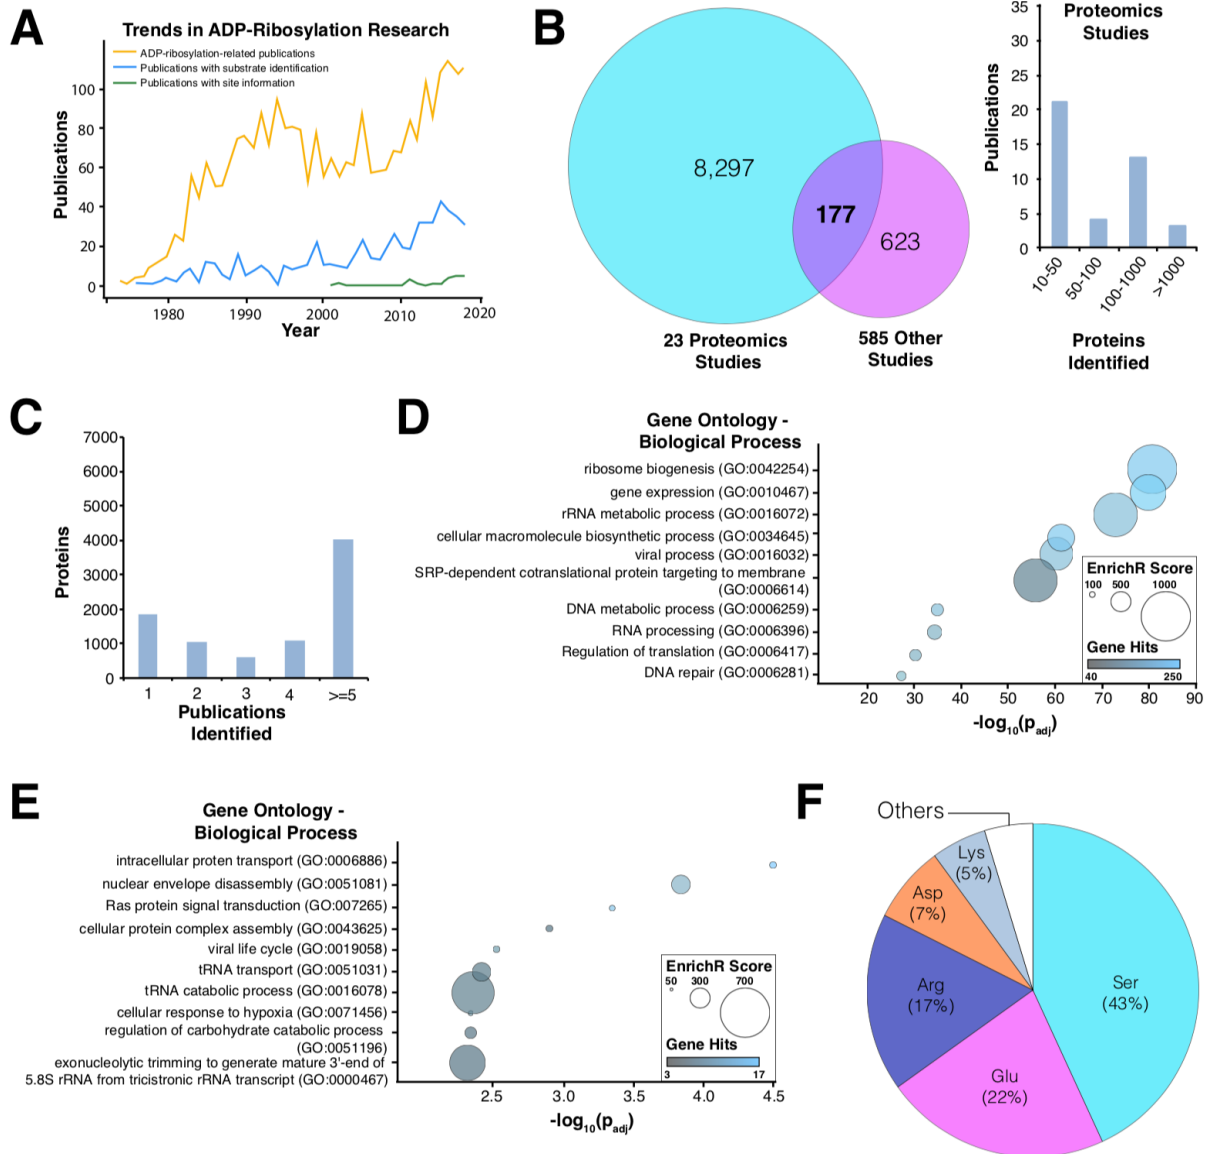 A
Trends in ADP-Ribosylation Research
ADP-ribosylation-related publications
Publications with substrate identification
Publications with site information
Publications
100
80
60
40
20
0
1980
1990
2000
2010
2020
Year
B
8,297
177
623
23 Proteomics
Studies
585 Other
Studies
Proteomics
Studies
Publications
35
30
25
20
15
10
5
0
10-50
50-100
100-1000
>1000
Proteins
Identified
C
Proteins
7000
6000
5000
4000
3000
2000
1000
0
1
2
3
4
>=5
Publications
Identified
D
Gene Ontology -
Biological Process
ribosome biogenesis (GO:0042254)
gene expression (GO:0010467)
rRNA metabolic process (GO:0016072)
cellular macromolecule biosynthetic process (GO:0034645)
viral process (GO:0016032)
SRP-dependent cotranslational protein targeting to membrane
(GO:0006614)
DNA metabolic process (GO:0006259)
RNA processing (GO:0006396)
Regulation of translation (GO:0006417)
DNA repair (GO:0006281)
EnrichR Score
100 500 1000
Gene Hits
40 250
20
30
40
50
60
70
80
90
-log10(padj)
E
Gene Ontology -
Biological Process
intracellular proten transport (GO:0006886)
nuclear envelope disassembly (GO:0051081)
Ras protein signal transduction (GO:007265)
cellular protein complex assembly (GO:0043625)
viral life cycle (GO:0019058)
tRNA transport (GO:0051031)
tRNA catabolic process (GO:0016078)
cellular response to hypoxia (GO:0071456)
regulation of carbohydrate catabolic process
(GO:0051196)
exonucleolytic trimming to generate mature 3'-end of
5.8S rRNA from tricistronic rRNA transcript (GO:0000467)
EnrichR Score
50 300 700
Gene Hits
3 17
2.5
3.0
3.5
4.0
4.5
-log10(padj)
F
Others
Lys
(5%)
Asp
(7%)
Arg
(17%)
Ser
(43%)
Glu
(22%)